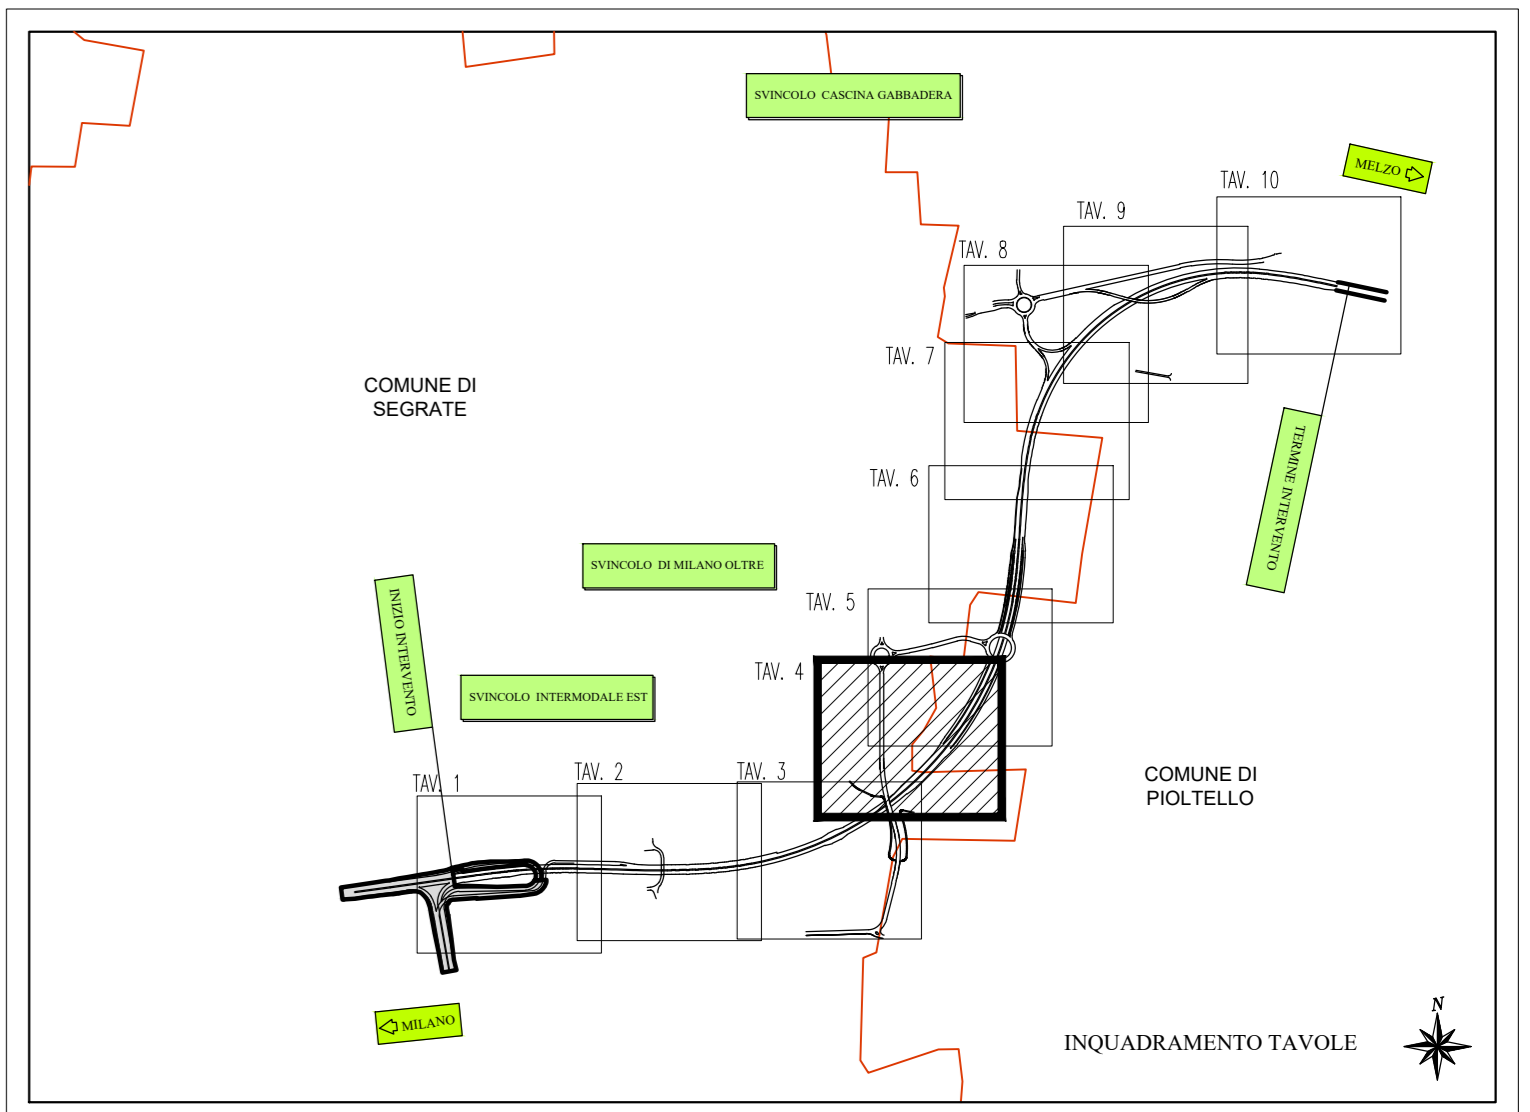 SVINCOLO CASCINA GABBADERA
MELZO
TAV. 10
TAV. 9
TAV. 8
TAV. 7
COMUNE DI
SEGRATE
TAV. 6
TERMINE INTERVENTO
SVINCOLO DI MILANO OLTRE
TAV. 5
INIZIO INTERVENTO
TAV. 4
SVINCOLO INTERMODALE EST
TAV. 3
TAV. 2
TAV. 1
COMUNE DI
PIOLTELLO
MILANO
N
INQUADRAMENTO TAVOLE